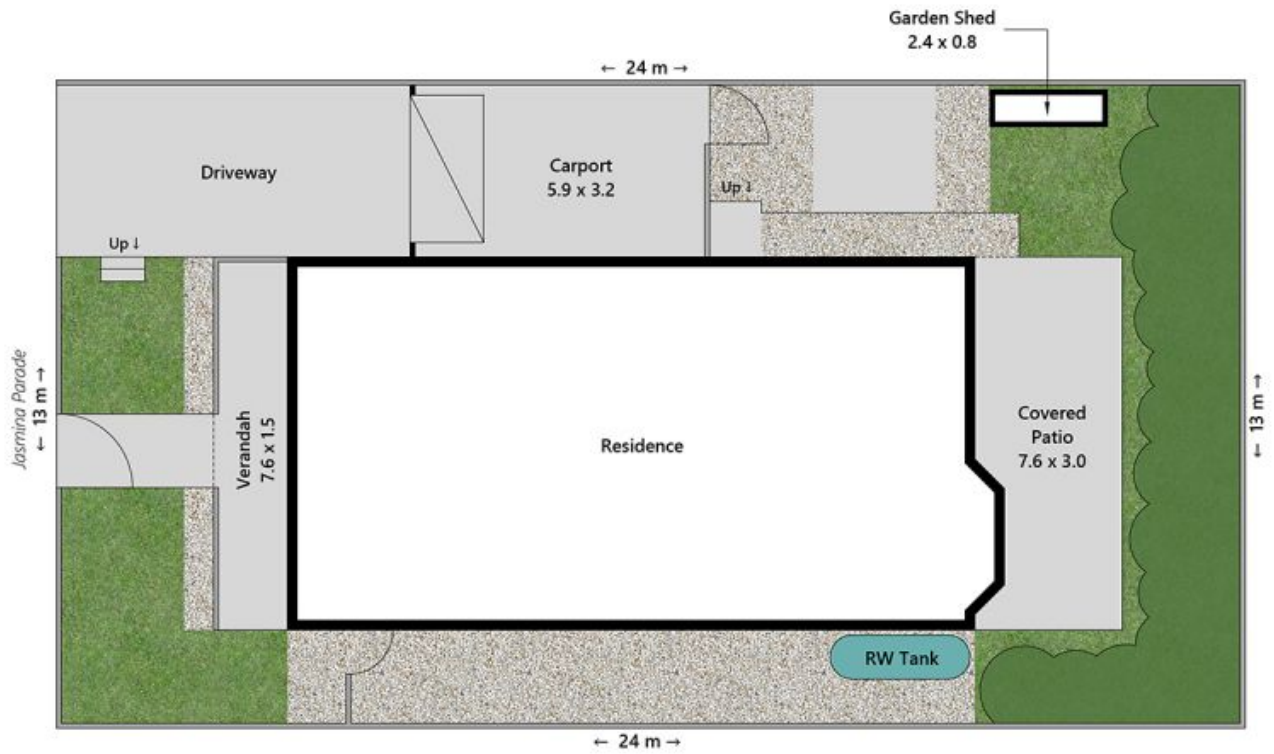 Garden Shed
2.4 x 0.8
← 24 m →
Driveway
Carport
5.9 x 3.2
Up ↓
Up ↓
Jasmina Parade
← 13 m →
Verandah
7.6 x 1.5
Residence
Covered
Patio
7.6 x 3.0
← 13 m →
RW Tank
← 24 m →